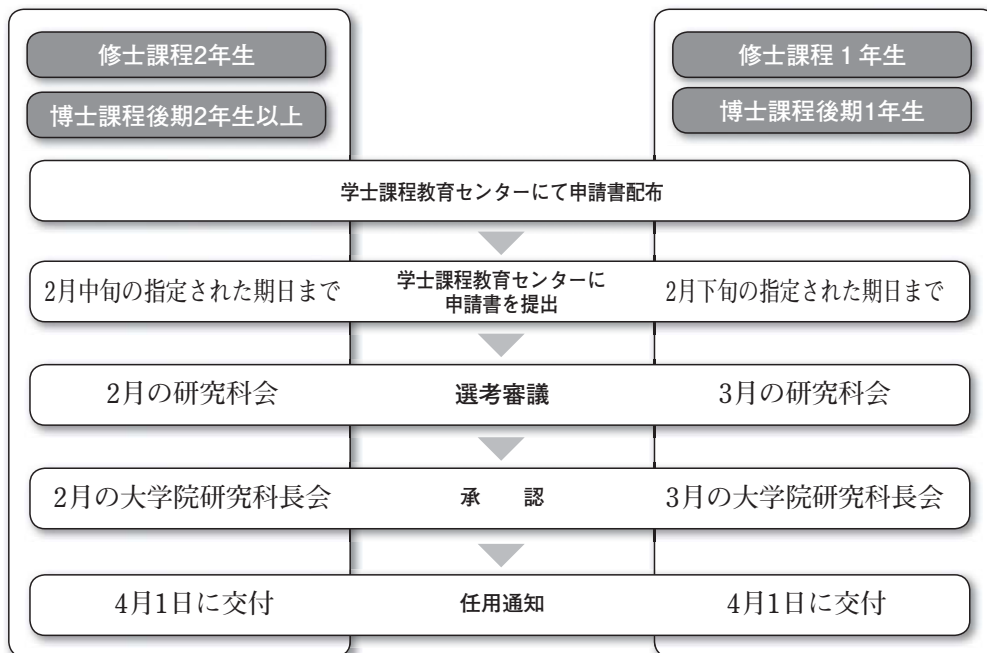 修士課程2年生
博士課程後期2年生以上
修士課程 1 年生
博士課程後期1年生
学士課程教育センターにて申請書配布
2月中旬の指定された期日まで
学士課程教育センターに
申請書を提出
2月下旬の指定された期日まで
2月の研究科会
選考審議
3月の研究科会
2月の大学院研究科長会
承　認
3月の大学院研究科長会
4月1日に交付
任用通知
4月1日に交付